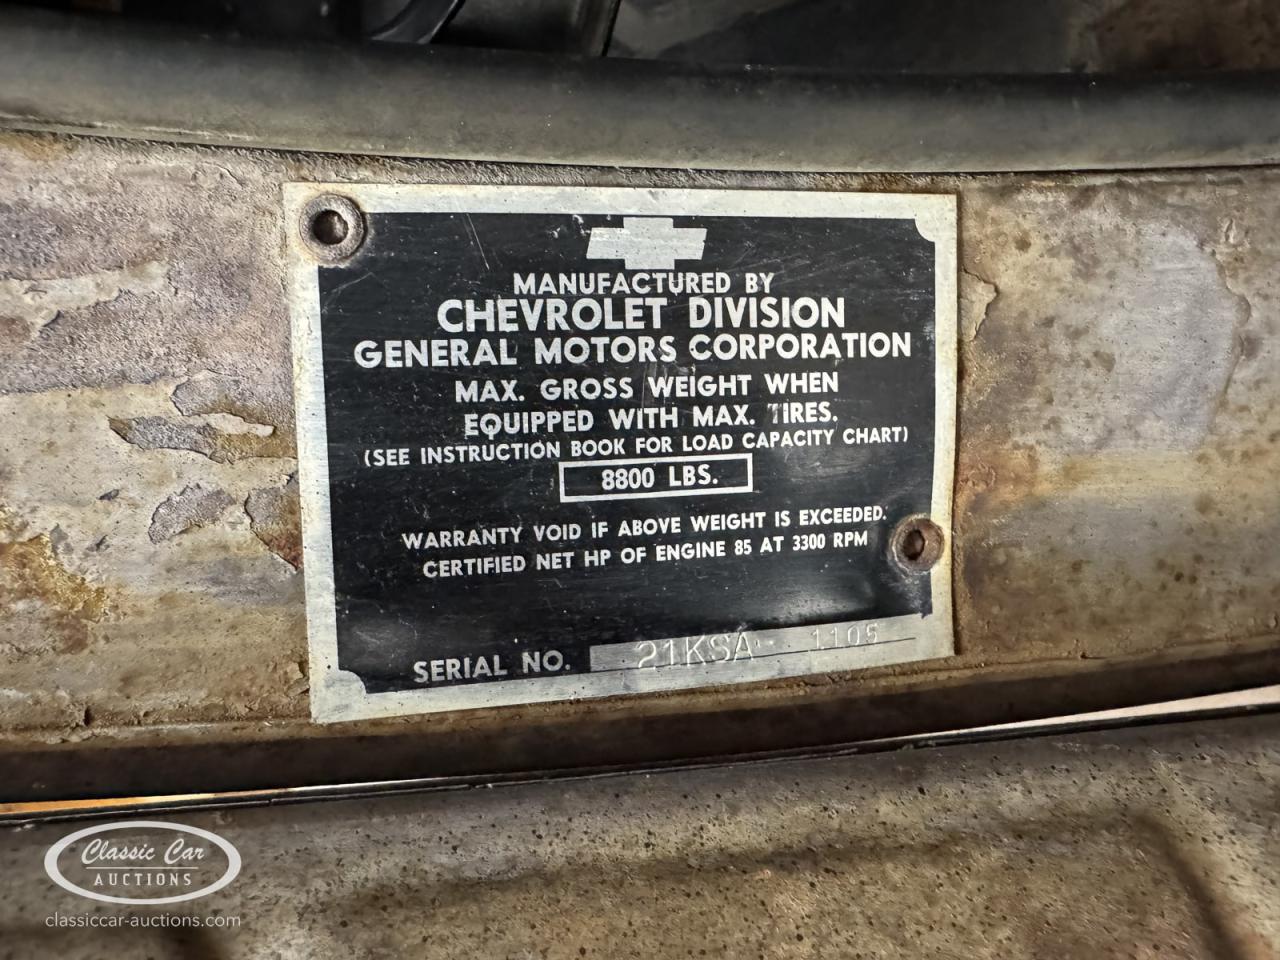 MANUFACTURED BY
CHEVROLET DIVISION
GENERAL MOTORS CORPORATION
MAX. GROSS WEIGHT WHEN
EQUIPPED WITH MAX. TIRES.
(SEE INSTRUCTION BOOK FOR LOAD CAPACITY CHART)
8800 LBS.
WARRANTY VOID IF ABOVE WEIGHT IS EXCEEDED.
CERTIFIED NET HP OF ENGINE 85 AT 3300 RPM
SERIAL NO. 21KSA- 1105
Classic Car
AUCTIONS
classiccar-auctions.com